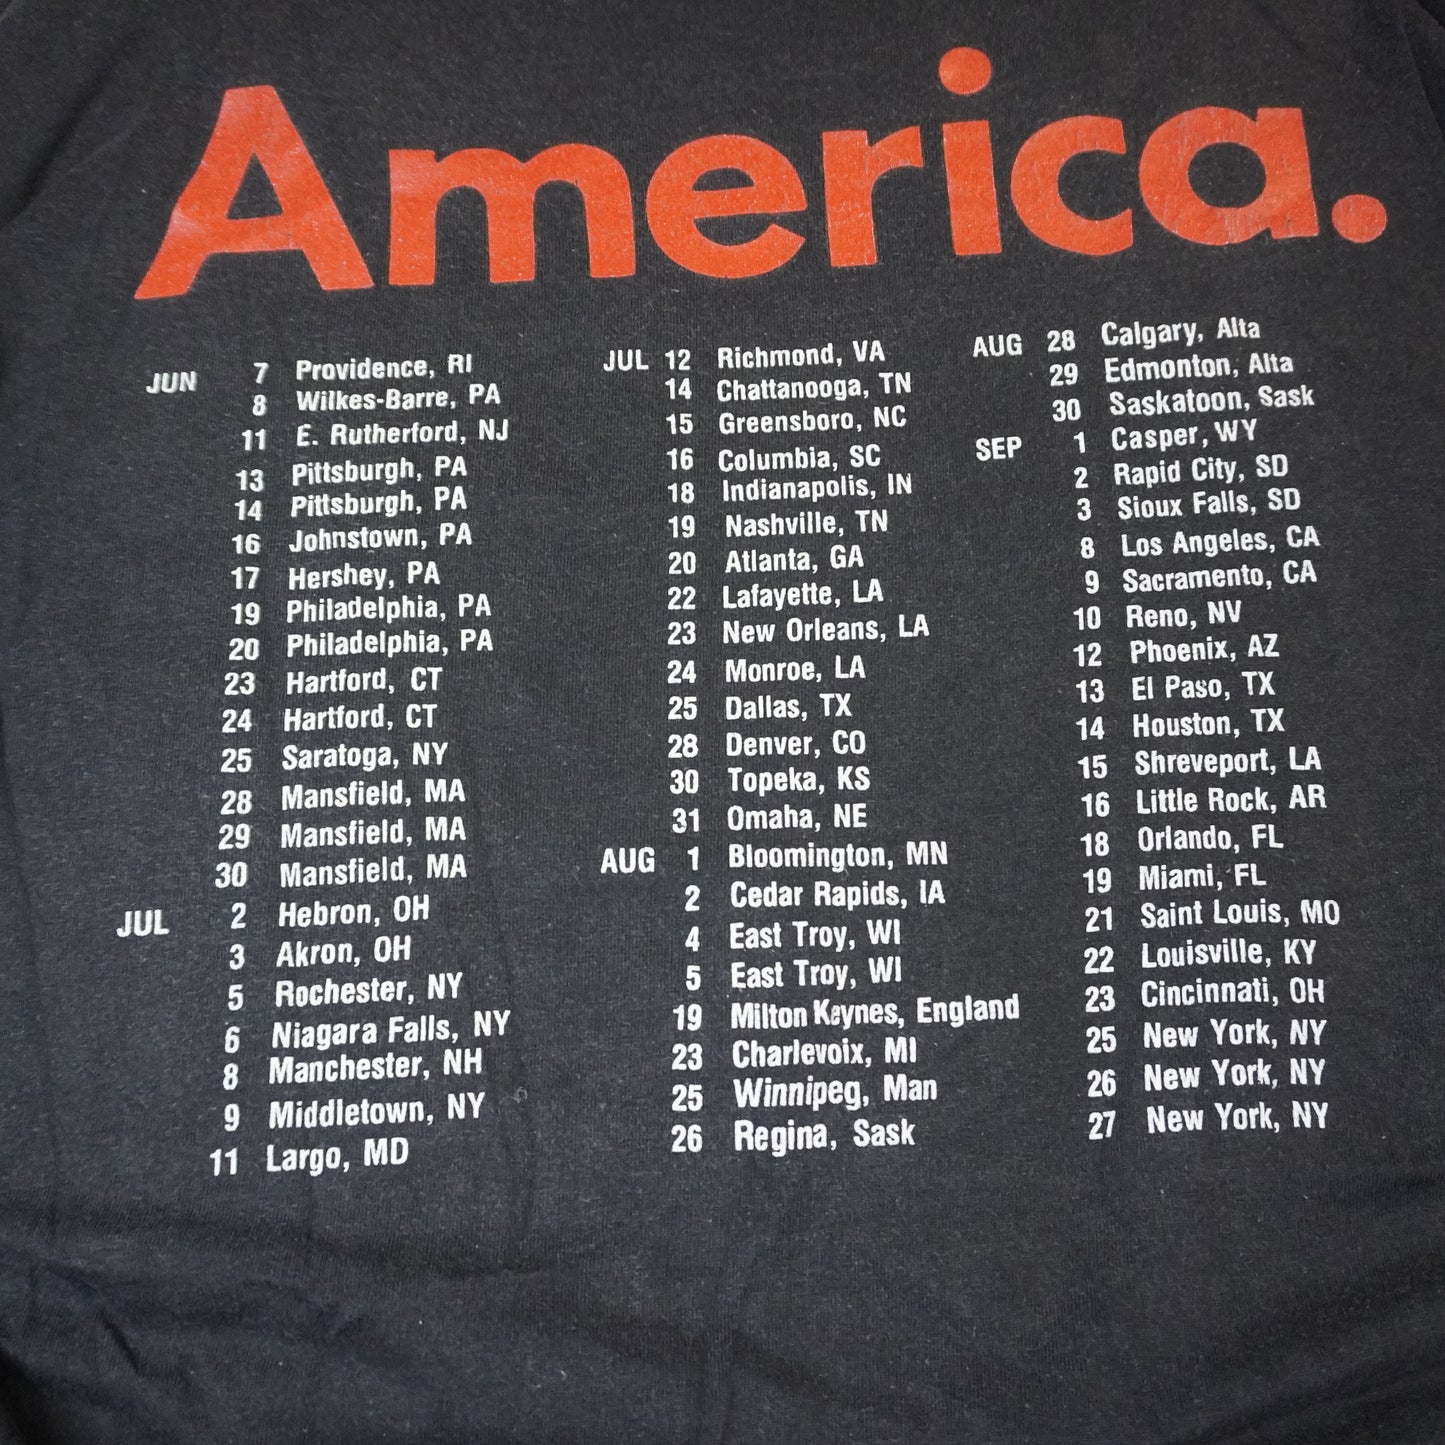 America.
JUN 7 Providence, RI
8 Wilkes-Barre, PA
11 E. Rutherford, NJ
13 Pittsburgh, PA
14 Pittsburgh, PA
16 Johnstown, PA
17 Hershey, PA
19 Philadelphia, PA
20 Philadelphia, PA
23 Hartford, CT
24 Hartford, CT
25 Saratoga, NY
28 Mansfield, MA
29 Mansfield, MA
30 Mansfield, MA
JUL 2 Hebron, OH
3 Akron, OH
5 Rochester, NY
6 Niagara Falls, NY
8 Manchester, NH
9 Middletown, NY
11 Largo, MD
JUL 12 Richmond, VA
14 Chattanooga, TN
15 Greensboro, NC
16 Columbia, SC
18 Indianapolis, IN
19 Nashville, TN
20 Atlanta, GA
22 Lafayette, LA
23 New Orleans, LA
24 Monroe, LA
25 Dallas, TX
28 Denver, CO
30 Topeka, KS
31 Omaha, NE
AUG 1 Bloomington, MN
2 Cedar Rapids, IA
4 East Troy, WI
5 East Troy, WI
19 Milton Keynes, England
23 Charlevoix, MI
25 Winnipeg, Man
26 Regina, Sask
AUG 28 Calgary, Alta
29 Edmonton, Alta
30 Saskatoon, Sask
SEP 1 Casper, WY
2 Rapid City, SD
3 Sioux Falls, SD
8 Los Angeles, CA
9 Sacramento, CA
10 Reno, NV
12 Phoenix, AZ
13 El Paso, TX
14 Houston, TX
15 Shreveport, LA
16 Little Rock, AR
18 Orlando, FL
19 Miami, FL
21 Saint Louis, MO
22 Louisville, KY
23 Cincinnati, OH
25 New York, NY
26 New York, NY
27 New York, NY